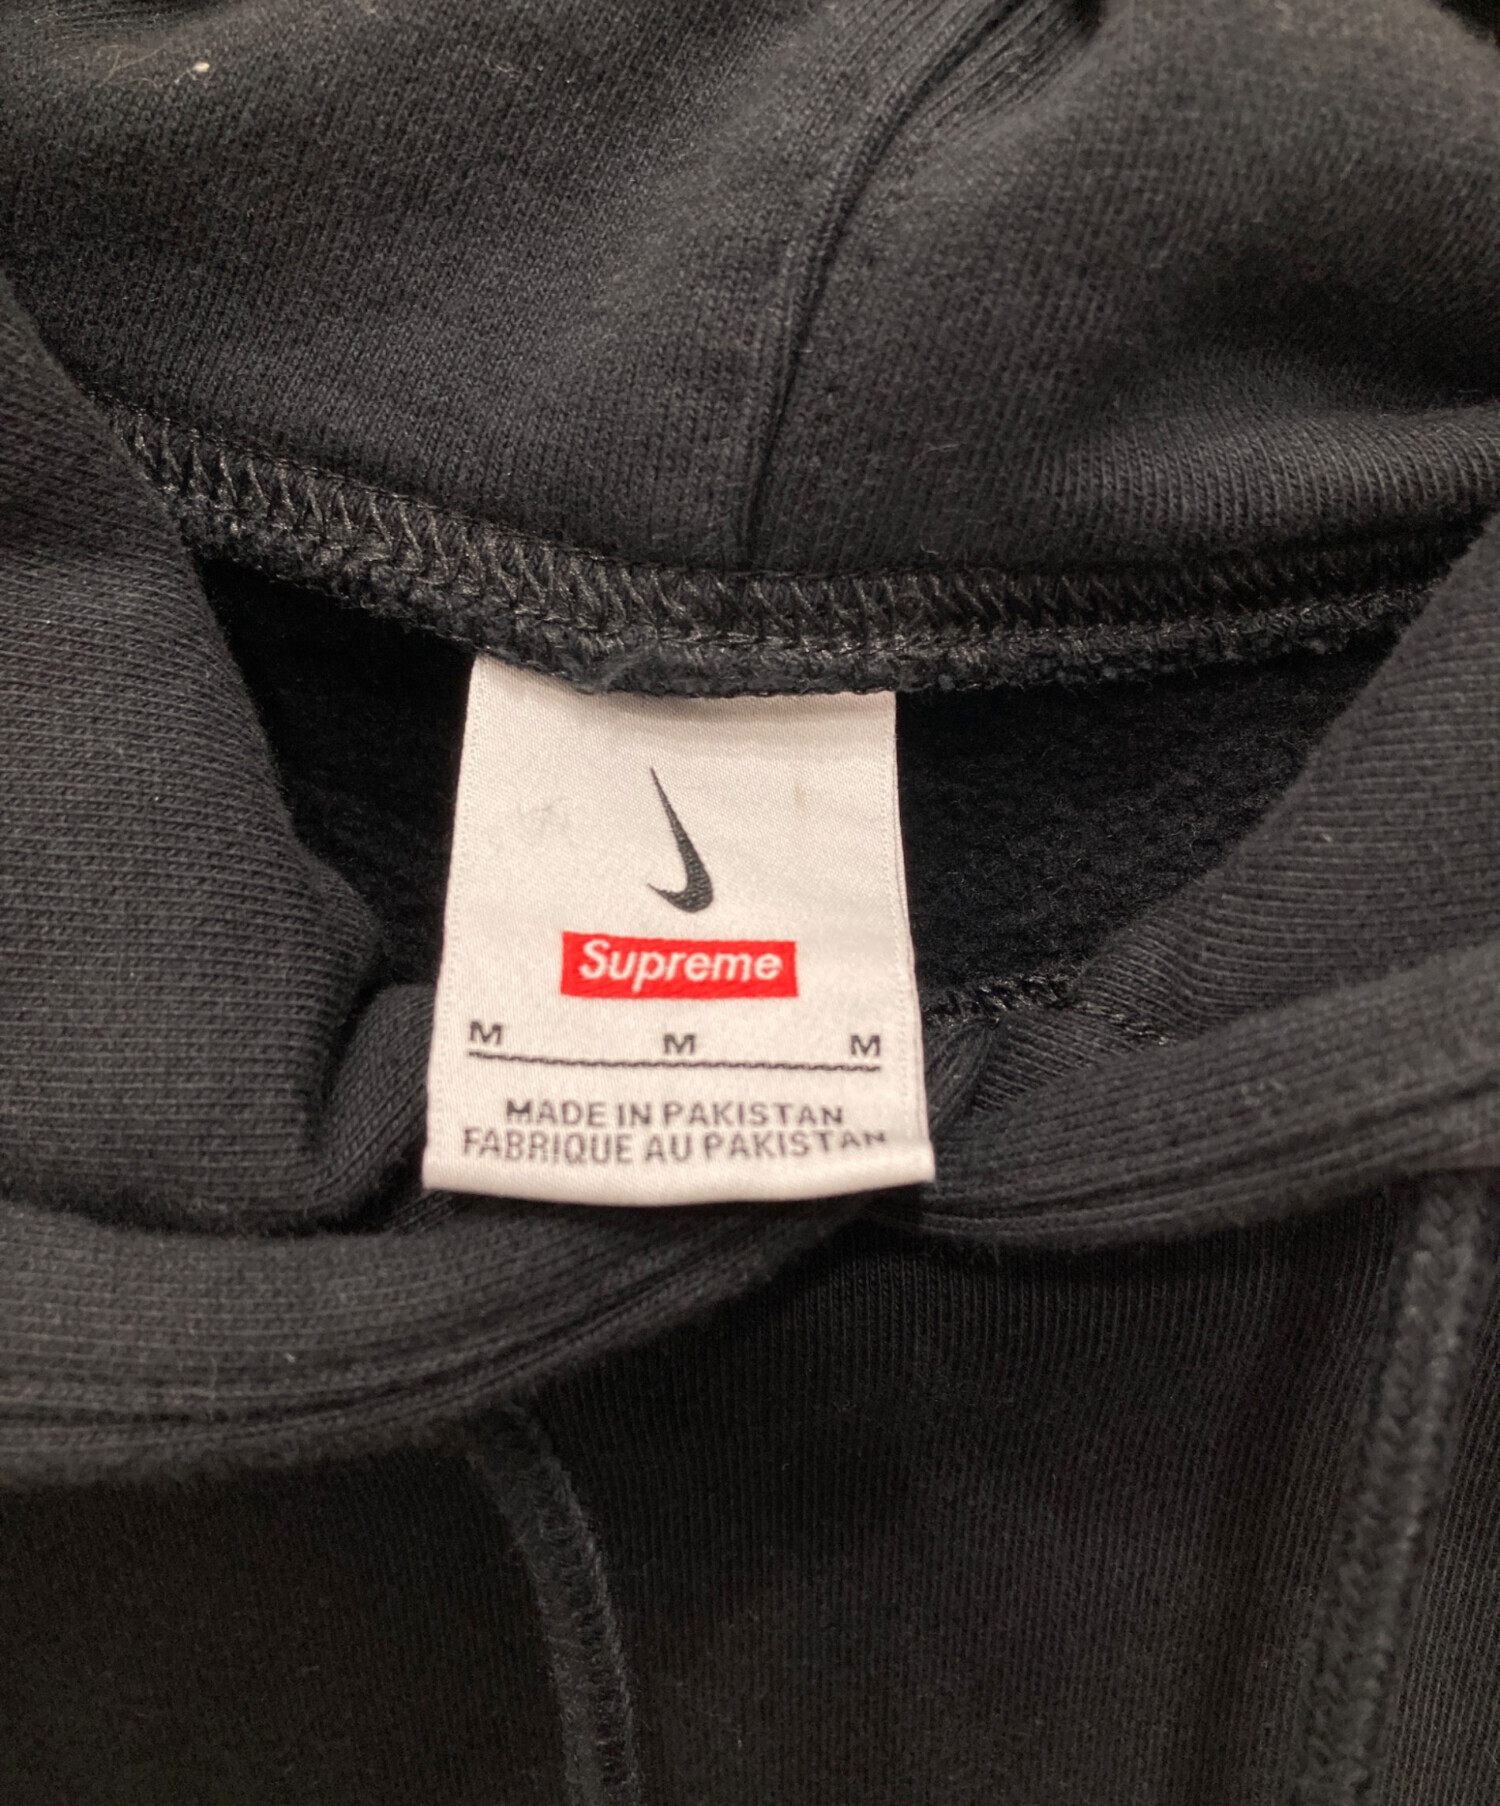 Supreme
M M M
MADE IN PAKISTAN
FABRIQUE AU PAKISTAN